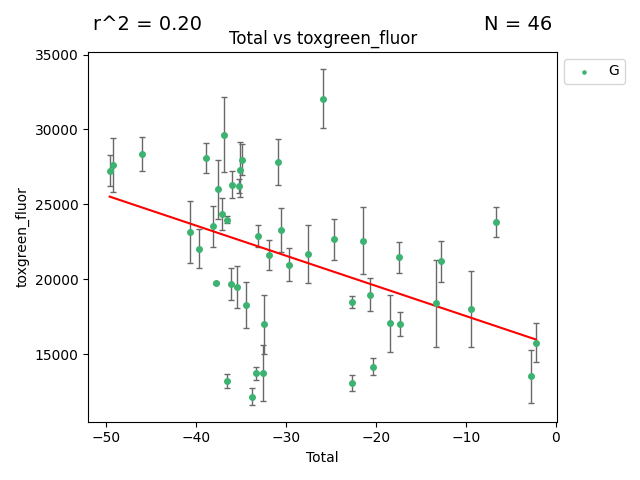 r^2 = 0.20
N = 46
Total vs toxgreen_fluor
G
toxgreen_fluor
35000
30000
25000
20000
15000
−50
−40
−30
−20
−10
0
Total